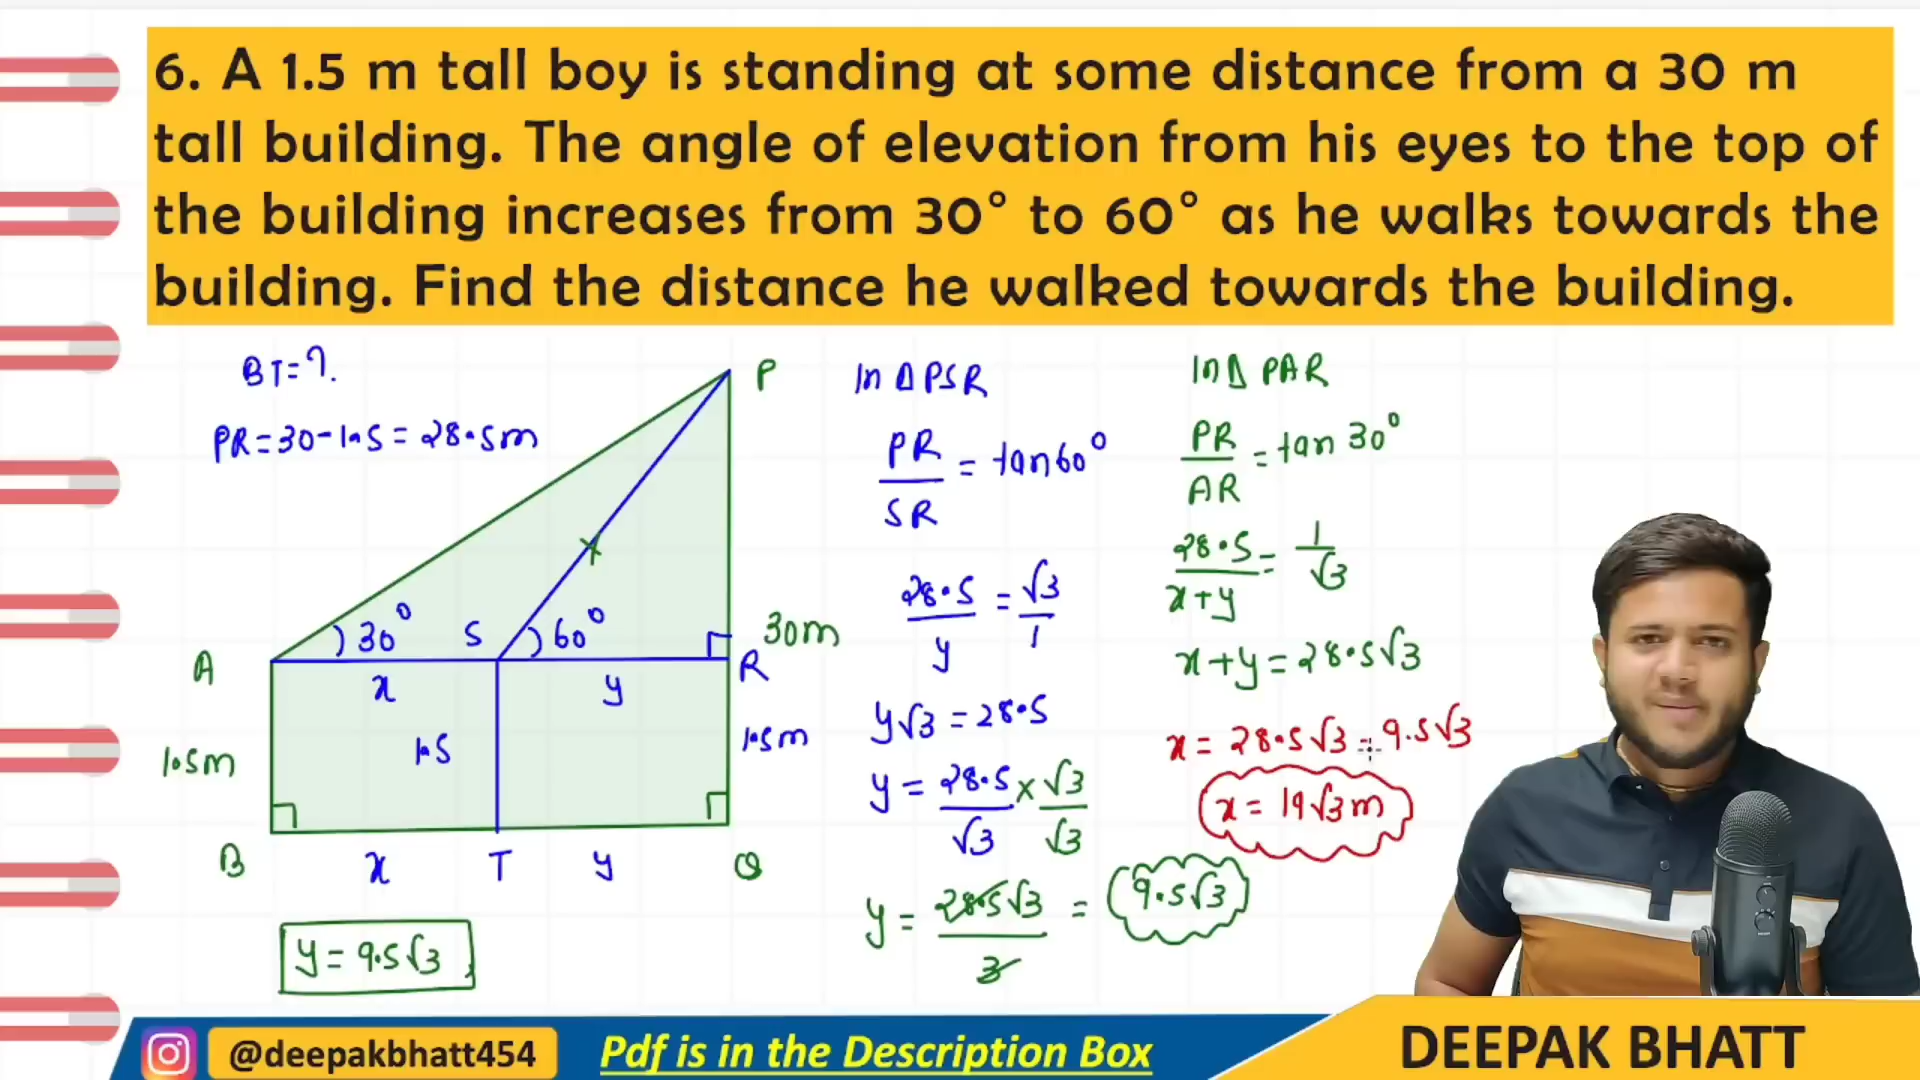 6. A 1.5 m tall boy is standing at some distance from a 30 m
tall building. The angle of elevation from his eyes to the top of
the building increases from 30° to 60° as he walks towards the
building. Find the distance he walked towards the building.
BT=?.
PR=30-1.5=28.5m
P
A
30°
S
60°
R
30m
x
y
1.5m
1.5
1.5m
B
x
T
y
Q
y=9.5√3
In Δ PSR
PR/SR = tan60°
28.5/y = √3/1
y√3=28.5
y = 28.5/√3 × √3/√3
y = 28.5√3/3 = 9.5√3
In Δ PAR
PR/AR = tan 30°
28.5/x+y = 1/√3
x+y=28.5√3
x = 28.5√3-9.5√3
x = 19√3m
@deepakbhatt454
Pdf is in the Description Box
DEEPAK BHATT